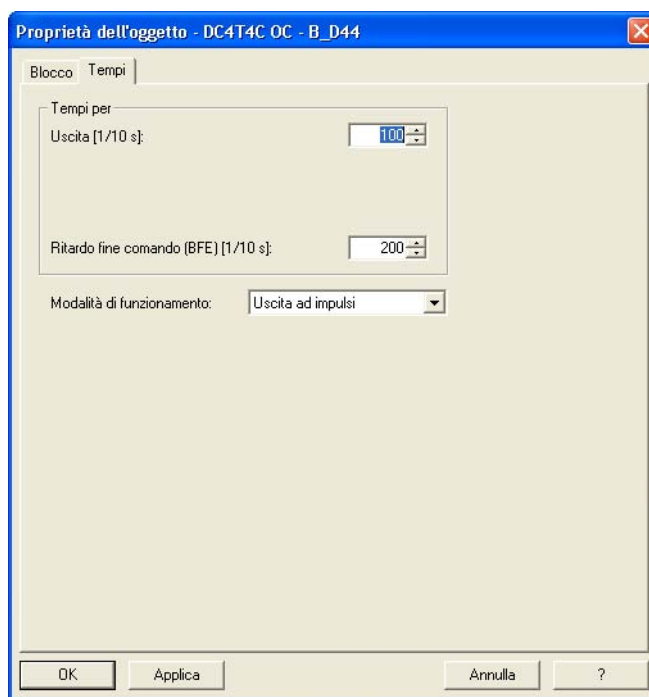 Proprietà dell'oggetto - DC4T4C OC - B_D44
Blocco Tempi
Tempi per
Uscita [1/10 s]: 100
Ritardo fine comando (BFE) [1/10 s]: 200
Modalità di funzionamento: Uscita ad impulsi
OK Applica Annulla ?